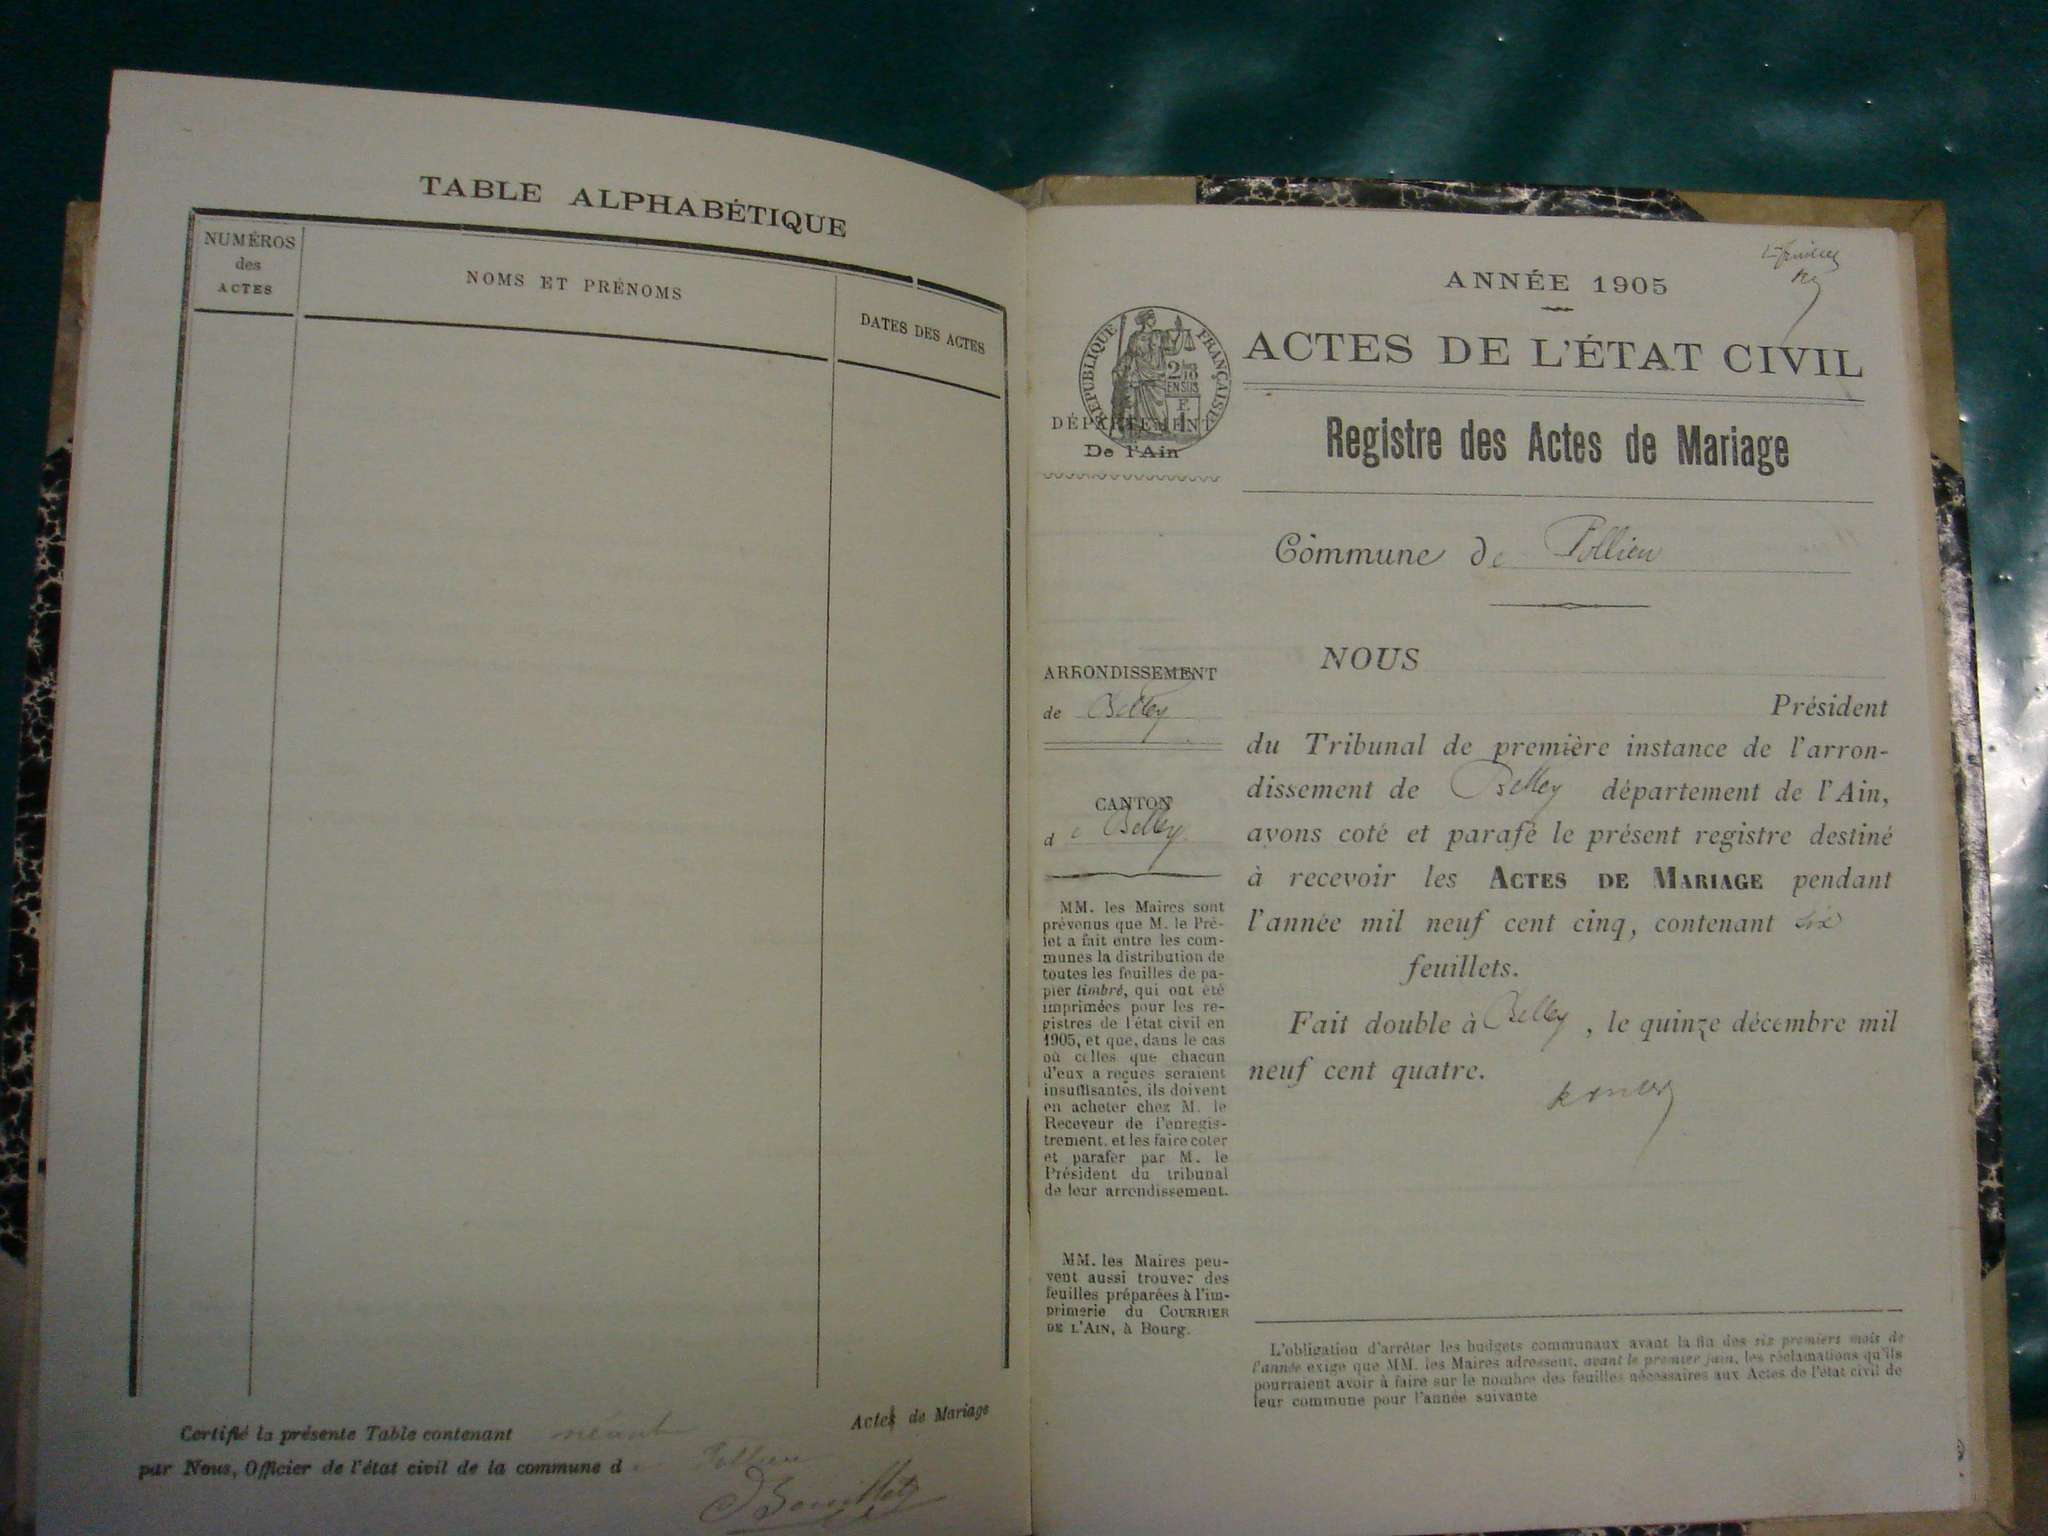 TABLE ALPHABÉTIQUE
NUMÉROS
des
ACTES
NOMS ET PRÉNOMS
DATES DES ACTES
Certifié la présente Table contenant néant Actes de Mariage
par Nous, Officier de l'état civil de la commune d Pollieu
ANNÉE 1905
ACTES DE L'ÉTAT CIVIL
RÉPUBLIQUE FRANÇAISE
DÉPARTEMENT
De l'Ain
Registre des Actes de Mariage
Commune de Pollieu
ARRONDISSEMENT
de Belley
CANTON
de Belley
MM. les Maires sont
prévenus que M. le Pré-
fet a fait entre les com-
munes la distribution de
toutes les feuilles de pa-
pier timbré, qui ont été
imprimées pour les re-
gistres de l'état civil en
1905, et que, dans le cas
où celles que chacun
d'eux a reçues seraient
insuffisantes, ils doivent
en acheter chez M. le
Receveur de l'enregis-
trement, et les faire coter
et parafer par M. le
Président du tribunal
de leur arrondissement.
MM. les Maires peu-
vent aussi trouver des
feuilles préparées à l'im-
primerie du COURRIER
DE L'AIN, à Bourg.
NOUS
Président
du Tribunal de première instance de l'arron-
dissement de Belley département de l'Ain,
avons coté et parafé le présent registre destiné
à recevoir les ACTES DE MARIAGE pendant
l'année mil neuf cent cinq, contenant six
feuillets.
Fait double à Belley, le quinze décembre mil
neuf cent quatre.
L'obligation d'arrêter les budgets communaux avant la fin des six premiers mois de
l'année exige que MM. les Maires adressent, avant le premier juin, les réclamations qu'ils
pourraient avoir à faire sur le nombre des feuilles nécessaires aux Actes de l'état civil de
leur commune pour l'année suivante